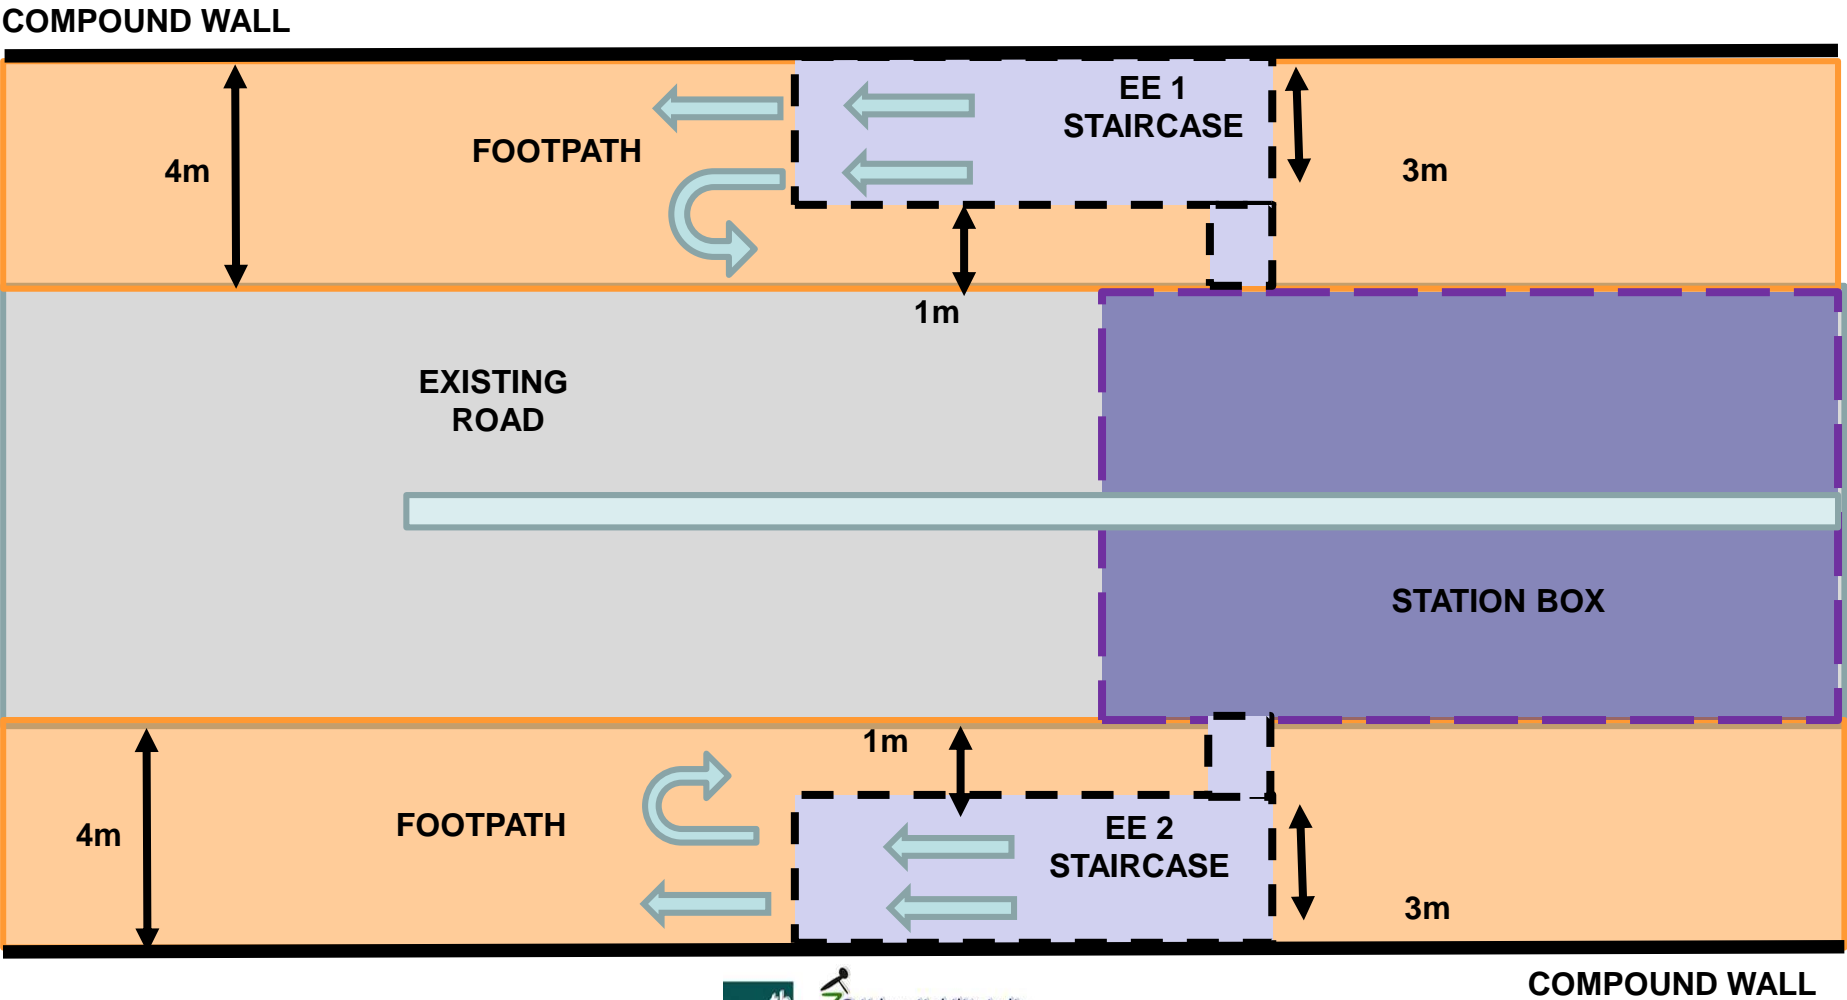 COMPOUND WALL
EE 1
STAIRCASE
FOOTPATH
4m
3m
1m
EXISTING
ROAD
STATION BOX
1m
FOOTPATH
4m
EE 2
STAIRCASE
3m
COMPOUND WALL